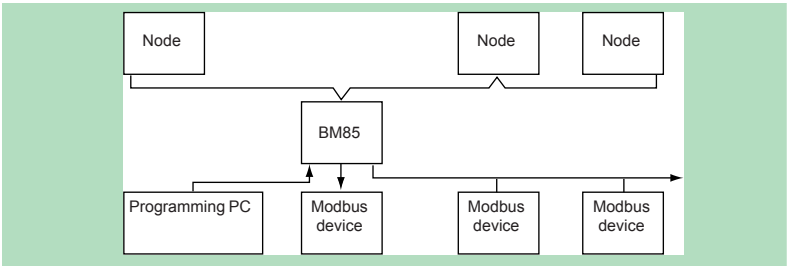 Node
Node
Node
BM85
Programming PC
Modbus
device
Modbus
device
Modbus
device